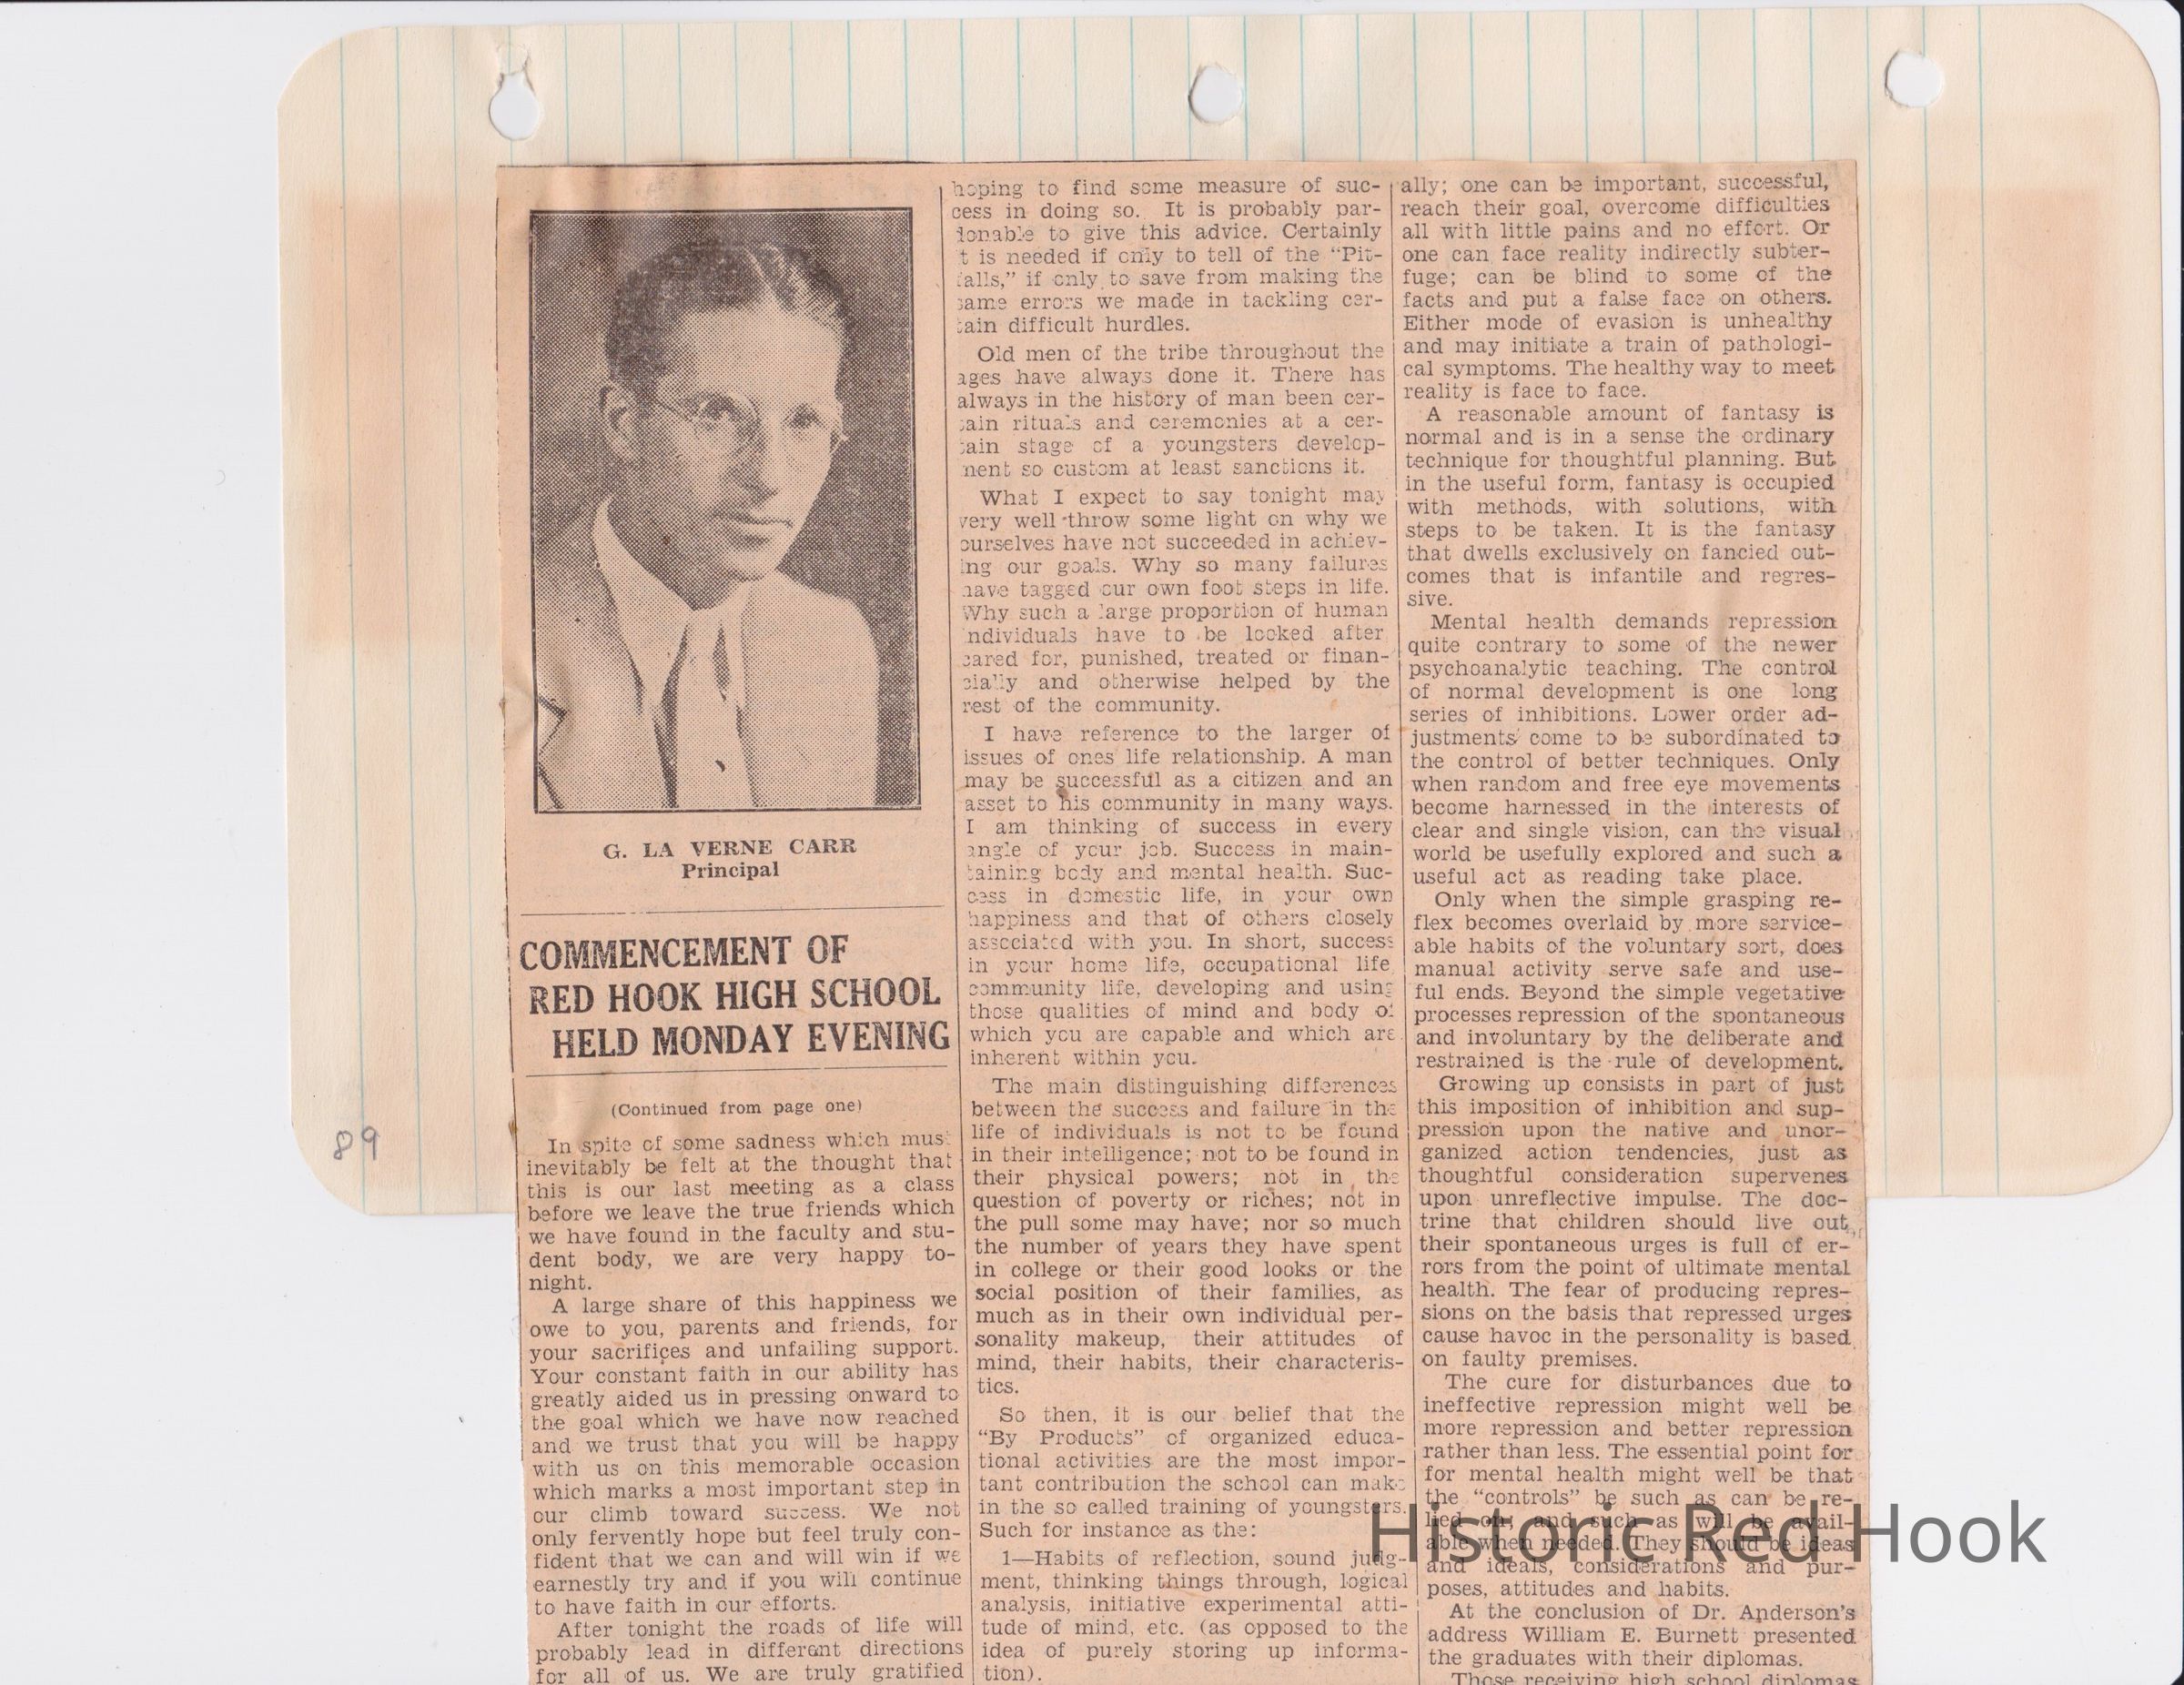 G. LA VERNE CARR
Principal
COMMENCEMENT OF
RED HOOK HIGH SCHOOL
HELD MONDAY EVENING
(Continued from page one)
In spite of some sadness which mus
inevitably be felt at the thought that
this is our last meeting as a class
before we leave the true friends which
we have found in the faculty and stu-
dent body, we are very happy to-
night.
A large share of this happiness we
owe to you, parents and friends, for
your sacrifices and unfailing support.
Your constant faith in our ability has
greatly aided us in pressing onward to
the goal which we have now reached
and we trust that you will be happy
with us on this memorable occasion
which marks a most important step in
our climb toward success. We not
only fervently hope but feel truly con-
fident that we can and will win if we
earnestly try and if you will continue
to have faith in our efforts.
After tonight the roads of life will
probably lead in different directions
for all of us. We are truly gratified
hoping to find some measure of suc-
cess in doing so. It is probably par-
ionable to give this advice. Certainly
t is needed if only to tell of the "Pit-
falls," if only to save from making the
same errors we made in tackling cer-
tain difficult hurdles.
Old men of the tribe throughout the
ages have always done it. There has
always in the history of man been cer-
tain rituals and ceremonies at a cer-
tain stage of a youngsters develop-
ment so custom at least sanctions it.
What I expect to say tonight may
very well throw some light on why we
ourselves have not succeeded in achiev-
ing our goals. Why so many failures
have tagged our own foot steps in life.
Why such a large proportion of human
ndividuals have to be looked after
cared for, punished, treated or finan-
cially and otherwise helped by the
rest of the community.
I have reference to the larger of
issues of ones life relationship. A man
may be successful as a citizen and an
asset to his community in many ways.
I am thinking of success in every
angle of your job. Success in main-
taining body and mental health. Suc-
cess in domestic life, in your own
happiness and that of others closely
associated with you. In short, success
in your home life, occupational life
community life, developing and using
those qualities of mind and body of
which you are capable and which are
inherent within you.
The main distinguishing differences
between the success and failure in the
life of individuals is not to be found
in their intelligence; not to be found in
their physical powers; not in the
question of poverty or riches; not in
the pull some may have; nor so much
the number of years they have spent
in college or their good looks or the
social position of their families, as
much as in their own individual per-
sonality makeup, their attitudes of
mind, their habits, their characteris-
tics.
So then, it is our belief that the
"By Products" of organized educa-
tional activities are the most impor-
tant contribution the school can make
in the so called training of youngsters.
Such for instance as the:
1—Habits of reflection, sound judg-
ment, thinking things through, logical
analysis, initiative experimental atti-
tude of mind, etc. (as opposed to the
idea of purely storing up informa-
tion).
ally; one can be important, successful,
reach their goal, overcome difficulties
all with little pains and no effort. Or
one can face reality indirectly subter-
fuge; can be blind to some of the
facts and put a false face on others.
Either mode of evasion is unhealthy
and may initiate a train of pathologi-
cal symptoms. The healthy way to meet
reality is face to face.
A reasonable amount of fantasy is
normal and is in a sense the ordinary
technique for thoughtful planning. But
in the useful form, fantasy is occupied
with methods, with solutions, with
steps to be taken. It is the fantasy
that dwells exclusively on fancied out-
comes that is infantile and regres-
sive.
Mental health demands repression
quite contrary to some of the newer
psychoanalytic teaching. The control
of normal development is one long
series of inhibitions. Lower order ad-
justments come to be subordinated to
the control of better techniques. Only
when random and free eye movements
become harnessed in the interests of
clear and single vision, can the visual
world be usefully explored and such a
useful act as reading take place.
Only when the simple grasping re-
flex becomes overlaid by more service-
able habits of the voluntary sort, does
manual activity serve safe and use-
ful ends. Beyond the simple vegetative
processes repression of the spontaneous
and involuntary by the deliberate and
restrained is the rule of development.
Growing up consists in part of just
this imposition of inhibition and sup-
pression upon the native and unor-
ganized action tendencies, just as
thoughtful consideration supervenes
upon unreflective impulse. The doc-
trine that children should live out
their spontaneous urges is full of er-
rors from the point of ultimate mental
health. The fear of producing repres-
sions on the basis that repressed urges
cause havoc in the personality is based
on faulty premises.
The cure for disturbances due to
ineffective repression might well be
more repression and better repression
rather than less. The essential point for
for mental health might well be that
the "controls" be such as can be re-
lied on; and such as will be avail-
able when needed. They should be ideas
and ideals, considerations and pur-
poses, attitudes and habits.
At the conclusion of Dr. Anderson's
address William E. Burnett presented
the graduates with their diplomas.
Those receiving high school diplomas
89
Historic Red Hook